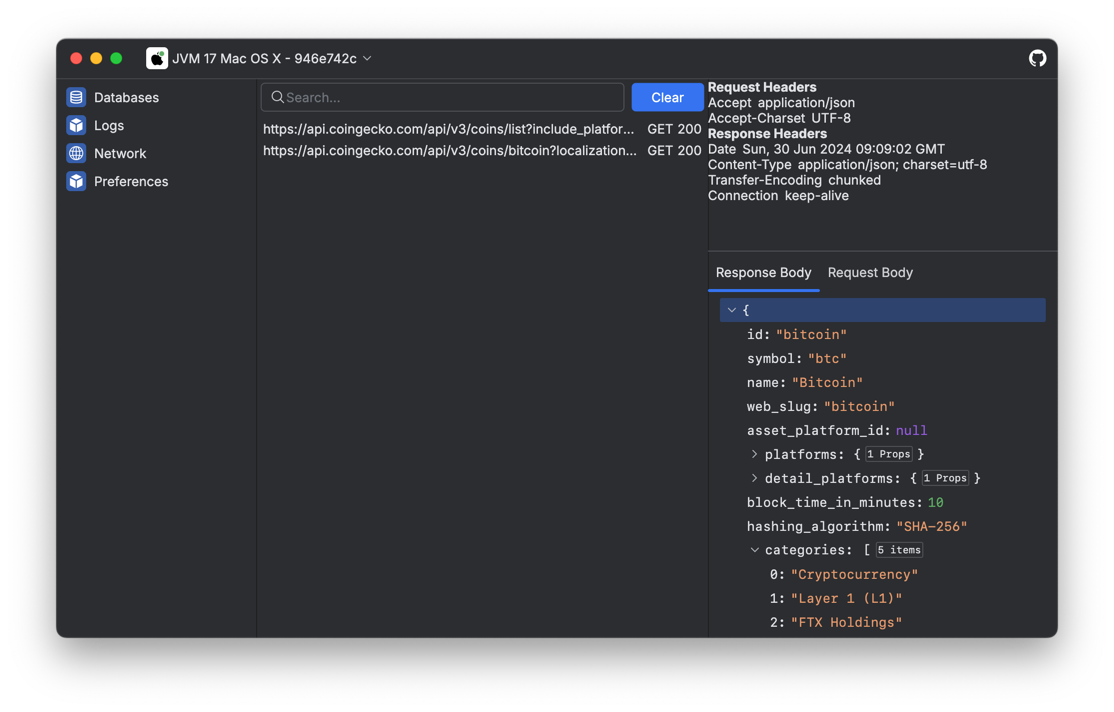 JVM 17 Mac OS X - 946e742c
Databases
Logs
Network
Preferences
Search...
Clear
https://api.coingecko.com/api/v3/coins/list?include_platfor... GET 200
https://api.coingecko.com/api/v3/coins/bitcoin?localization... GET 200
Request Headers
Accept application/json
Accept-Charset UTF-8
Response Headers
Date Sun, 30 Jun 2024 09:09:02 GMT
Content-Type application/json; charset=utf-8
Transfer-Encoding chunked
Connection keep-alive
Response Body Request Body
{
id: "bitcoin"
symbol: "btc"
name: "Bitcoin"
web_slug: "bitcoin"
asset_platform_id: null
platforms: { 1 Props }
detail_platforms: { 1 Props }
block_time_in_minutes: 10
hashing_algorithm: "SHA-256"
categories: [ 5 items
0: "Cryptocurrency"
1: "Layer 1 (L1)"
2: "FTX Holdings"